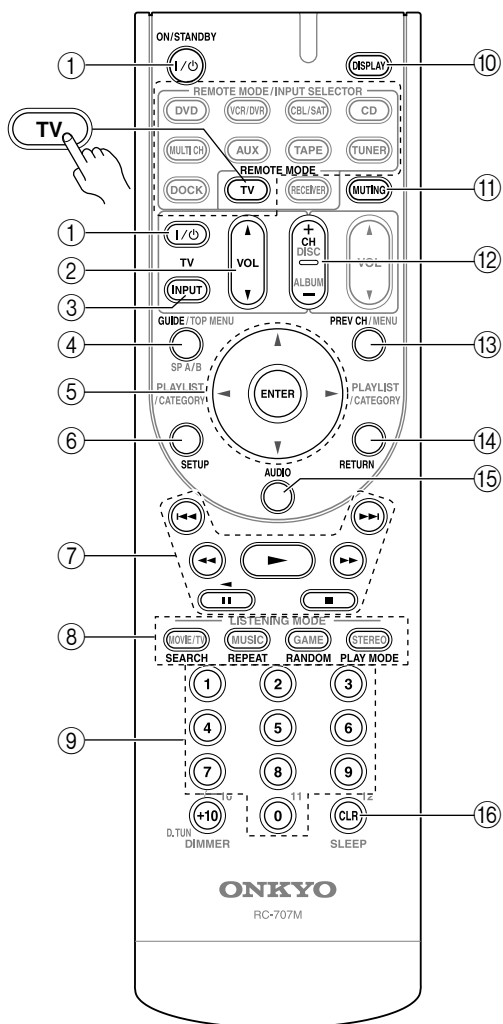 ON/STANDBY
1
I/⏻
DISPLAY
10
REMOTE MODE/INPUT SELECTOR
DVD VCR/DVR CBL/SAT CD
TV
MULTI CH AUX TAPE TUNER
REMOTE MODE
DOCK TV RECEIVER MUTING
11
1
I/⏻
TV
2
VOL
+
CH
DISC
ALBUM
−
12
VOL
3
INPUT
GUIDE/TOP MENU
PREV CH/MENU
4
SP A/B
13
5
PLAYLIST
/CATEGORY
ENTER
PLAYLIST
/CATEGORY
6
SETUP
14
RETURN
AUDIO
15
7
8
LISTENING MODE
MOVIE/TV MUSIC GAME STEREO
SEARCH REPEAT RANDOM PLAY MODE
1 2 3
9
4 5 6
7 8 9
10 11 12
+10 0 CLR
16
D.TUN
DIMMER SLEEP
ONKYO
RC-707M